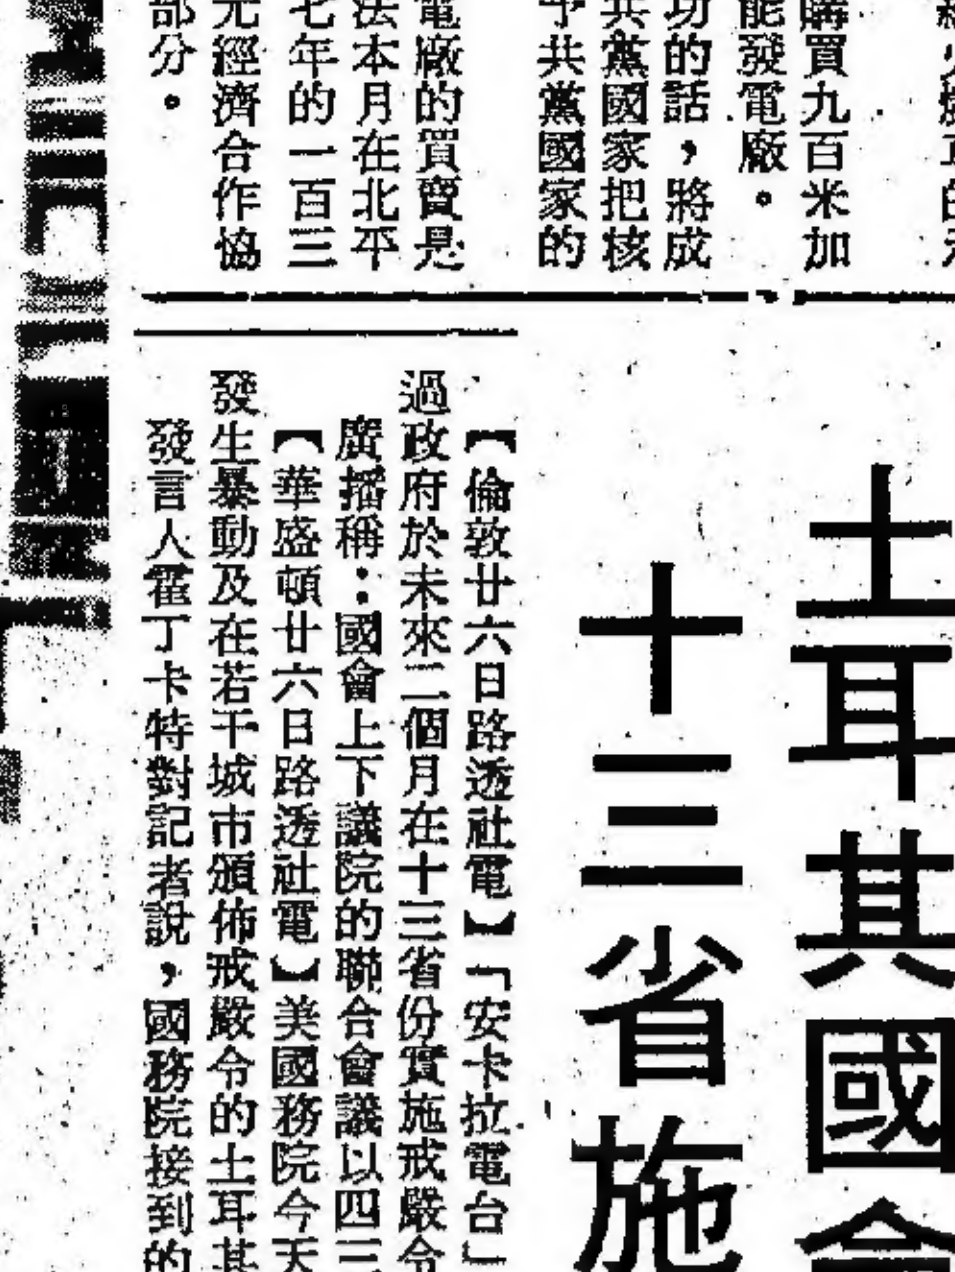 購買九百米加
能發電廠。
功的話，將成
共黨國家把核
予共黨國家的
電廠的買賣是
法本月在北平
七年的一百三
元經濟合作協
部分。
土耳其國會
十三省施
【倫敦廿六日路透社電】「安卡拉電台」
過政府於未來二個月在十三省份實施戒嚴令
廣播稱：國會上下議院的聯合會議以四三
【華盛頓廿六日路透社電】美國務院今天
發生暴動及在若干城市頒佈戒嚴令的土耳其
發言人霍丁卡特對記者說，國務院接到的